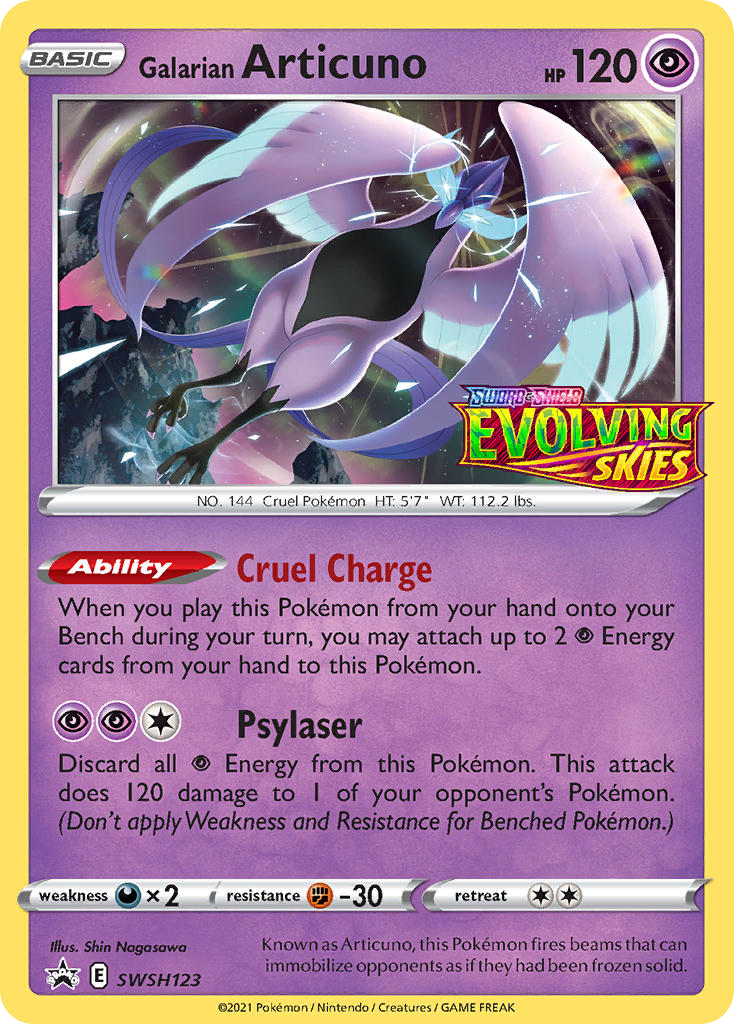 BASIC
Galarian Articuno HP 120
SWORD & SHIELD
EVOLVING
SKIES
NO. 144 Cruel Pokémon HT: 5'7" WT: 112.2 lbs.
Ability Cruel Charge
When you play this Pokémon from your hand onto your
Bench during your turn, you may attach up to 2 Energy
cards from your hand to this Pokémon.
Psylaser
Discard all Energy from this Pokémon. This attack
does 120 damage to 1 of your opponent's Pokémon.
(Don't apply Weakness and Resistance for Benched Pokémon.)
weakness ×2 resistance -30 retreat
Illus. Shin Nagasawa
Known as Articuno, this Pokémon fires beams that can
immobilize opponents as if they had been frozen solid.
PROMO E SWSH123
©2021 Pokémon / Nintendo / Creatures / GAME FREAK